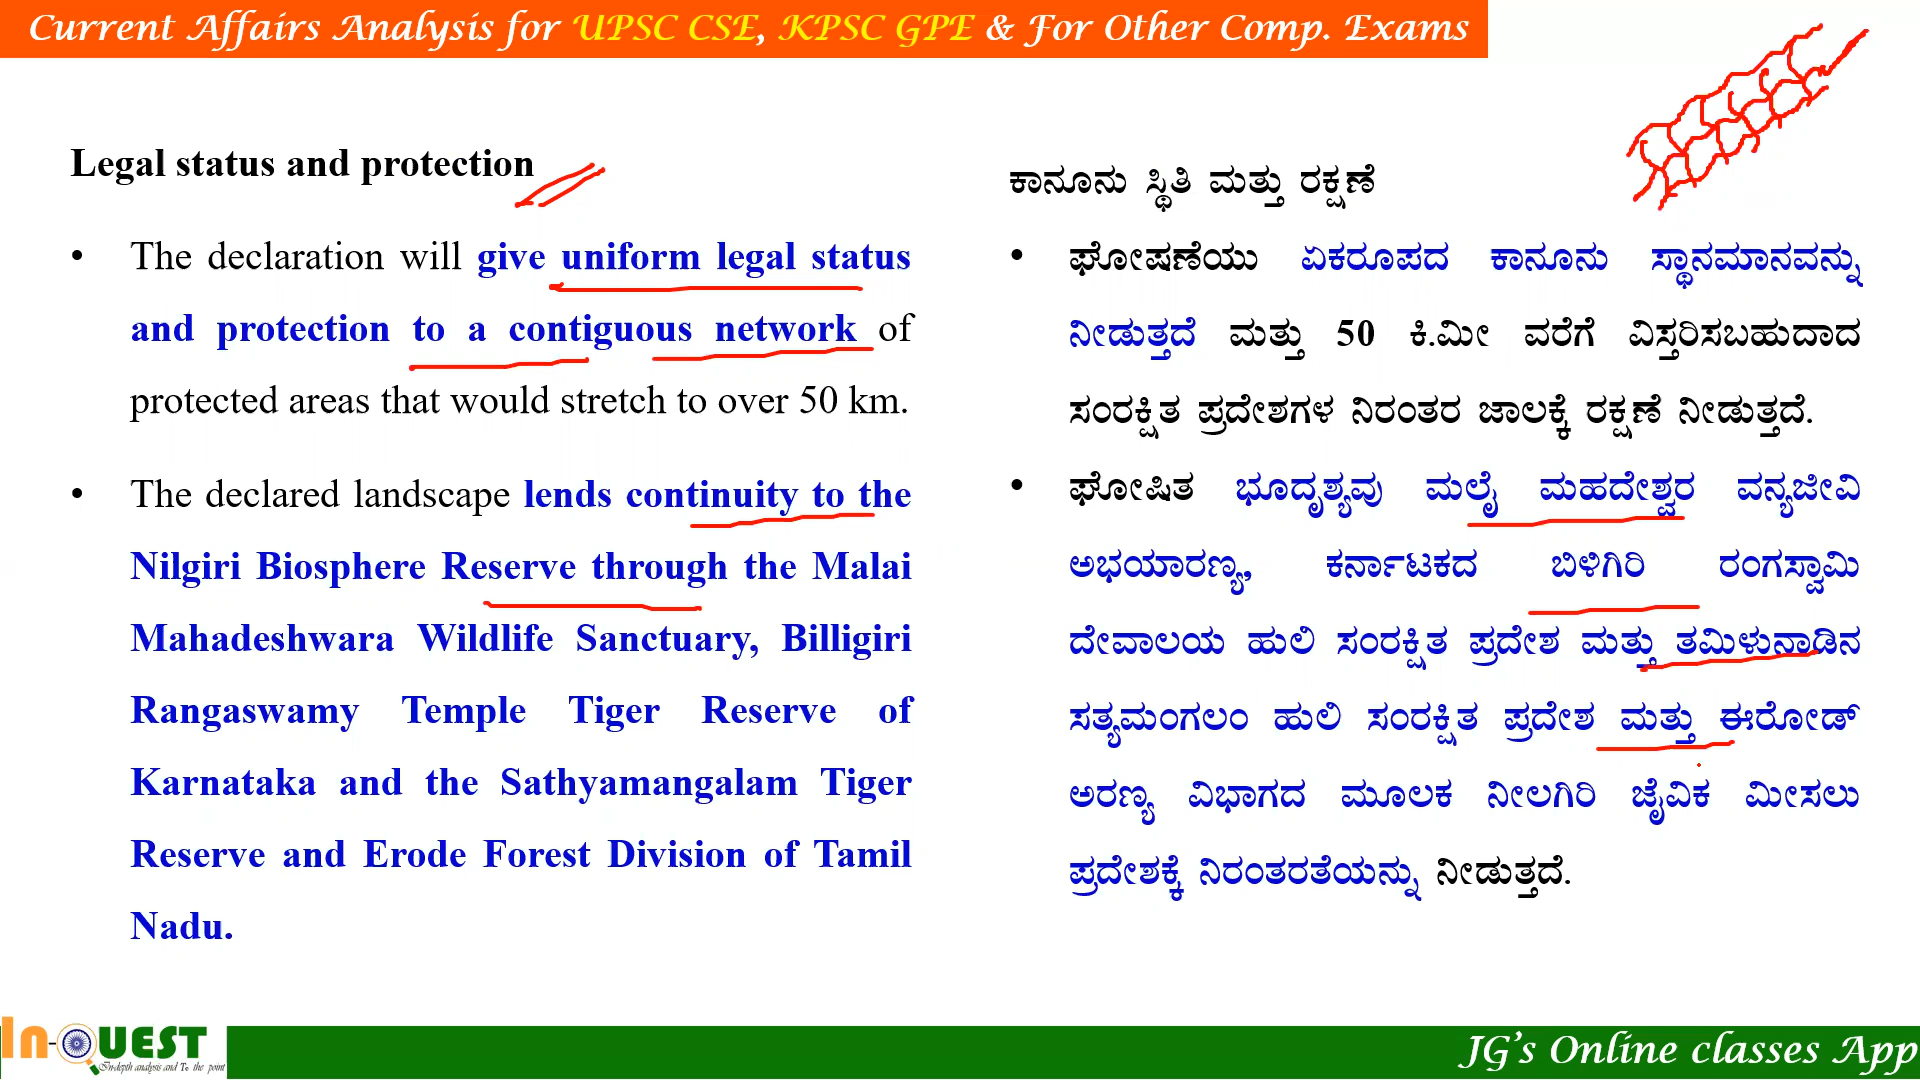 Current Affairs Analysis for UPSC CSE, KPSC GPE & For Other Comp. Exams
Legal status and protection
• The declaration will give uniform legal status
and protection to a contiguous network of
protected areas that would stretch to over 50 km.
• The declared landscape lends continuity to the
Nilgiri Biosphere Reserve through the Malai
Mahadeshwara Wildlife Sanctuary, Billigiri
Rangaswamy Temple Tiger Reserve of
Karnataka and the Sathyamangalam Tiger
Reserve and Erode Forest Division of Tamil
Nadu.
ಕಾನೂನು ಸ್ಥಿತಿ ಮತ್ತು ರಕ್ಷಣೆ
• ಘೋಷಣೆಯು ಏಕರೂಪದ ಕಾನೂನು ಸ್ಥಾನಮಾನವನ್ನು
ನೀಡುತ್ತದೆ ಮತ್ತು 50 ಕಿ.ಮೀ ವರೆಗೆ ವಿಸ್ತರಿಸಬಹುದಾದ
ಸಂರಕ್ಷಿತ ಪ್ರದೇಶಗಳ ನಿರಂತರ ಜಾಲಕ್ಕೆ ರಕ್ಷಣೆ ನೀಡುತ್ತದೆ.
• ಘೋಷಿತ ಭೂದೃಶ್ಯವು ಮಲೈ ಮಹದೇಶ್ವರ ವನ್ಯಜೀವಿ
ಅಭಯಾರಣ್ಯ, ಕರ್ನಾಟಕದ ಬಿಳಿಗಿರಿ ರಂಗಸ್ವಾಮಿ
ದೇವಾಲಯ ಹುಲಿ ಸಂರಕ್ಷಿತ ಪ್ರದೇಶ ಮತ್ತು ತಮಿಳುನಾಡಿನ
ಸತ್ಯಮಂಗಲಂ ಹುಲಿ ಸಂರಕ್ಷಿತ ಪ್ರದೇಶ ಮತ್ತು ಈರೋಡ್
ಅರಣ್ಯ ವಿಭಾಗದ ಮೂಲಕ ನೀಲಗಿರಿ ಜೈವಿಕ ಮೀಸಲು
ಪ್ರದೇಶಕ್ಕೆ ನಿರಂತರತೆಯನ್ನು ನೀಡುತ್ತದೆ.
In-QUEST
In-depth analysis and To the point
JG's Online classes App